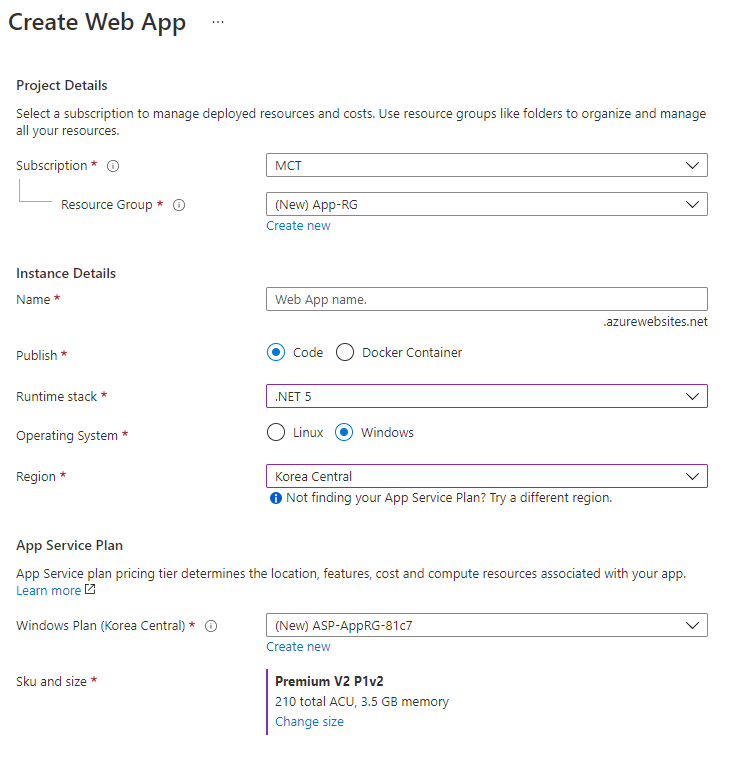 Create Web App ...
Project Details
Select a subscription to manage deployed resources and costs. Use resource groups like folders to organize and manage
all your resources.
Subscription *
MCT
Resource Group *
(New) App-RG
Create new
Instance Details
Name *
Web App name.
.azurewebsites.net
Publish *
Code Docker Container
Runtime stack *
.NET 5
Operating System *
Linux Windows
Region *
Korea Central
Not finding your App Service Plan? Try a different region.
App Service Plan
App Service plan pricing tier determines the location, features, cost and compute resources associated with your app.
Learn more
Windows Plan (Korea Central) *
(New) ASP-AppRG-81c7
Create new
Sku and size *
Premium V2 P1v2
210 total ACU, 3.5 GB memory
Change size